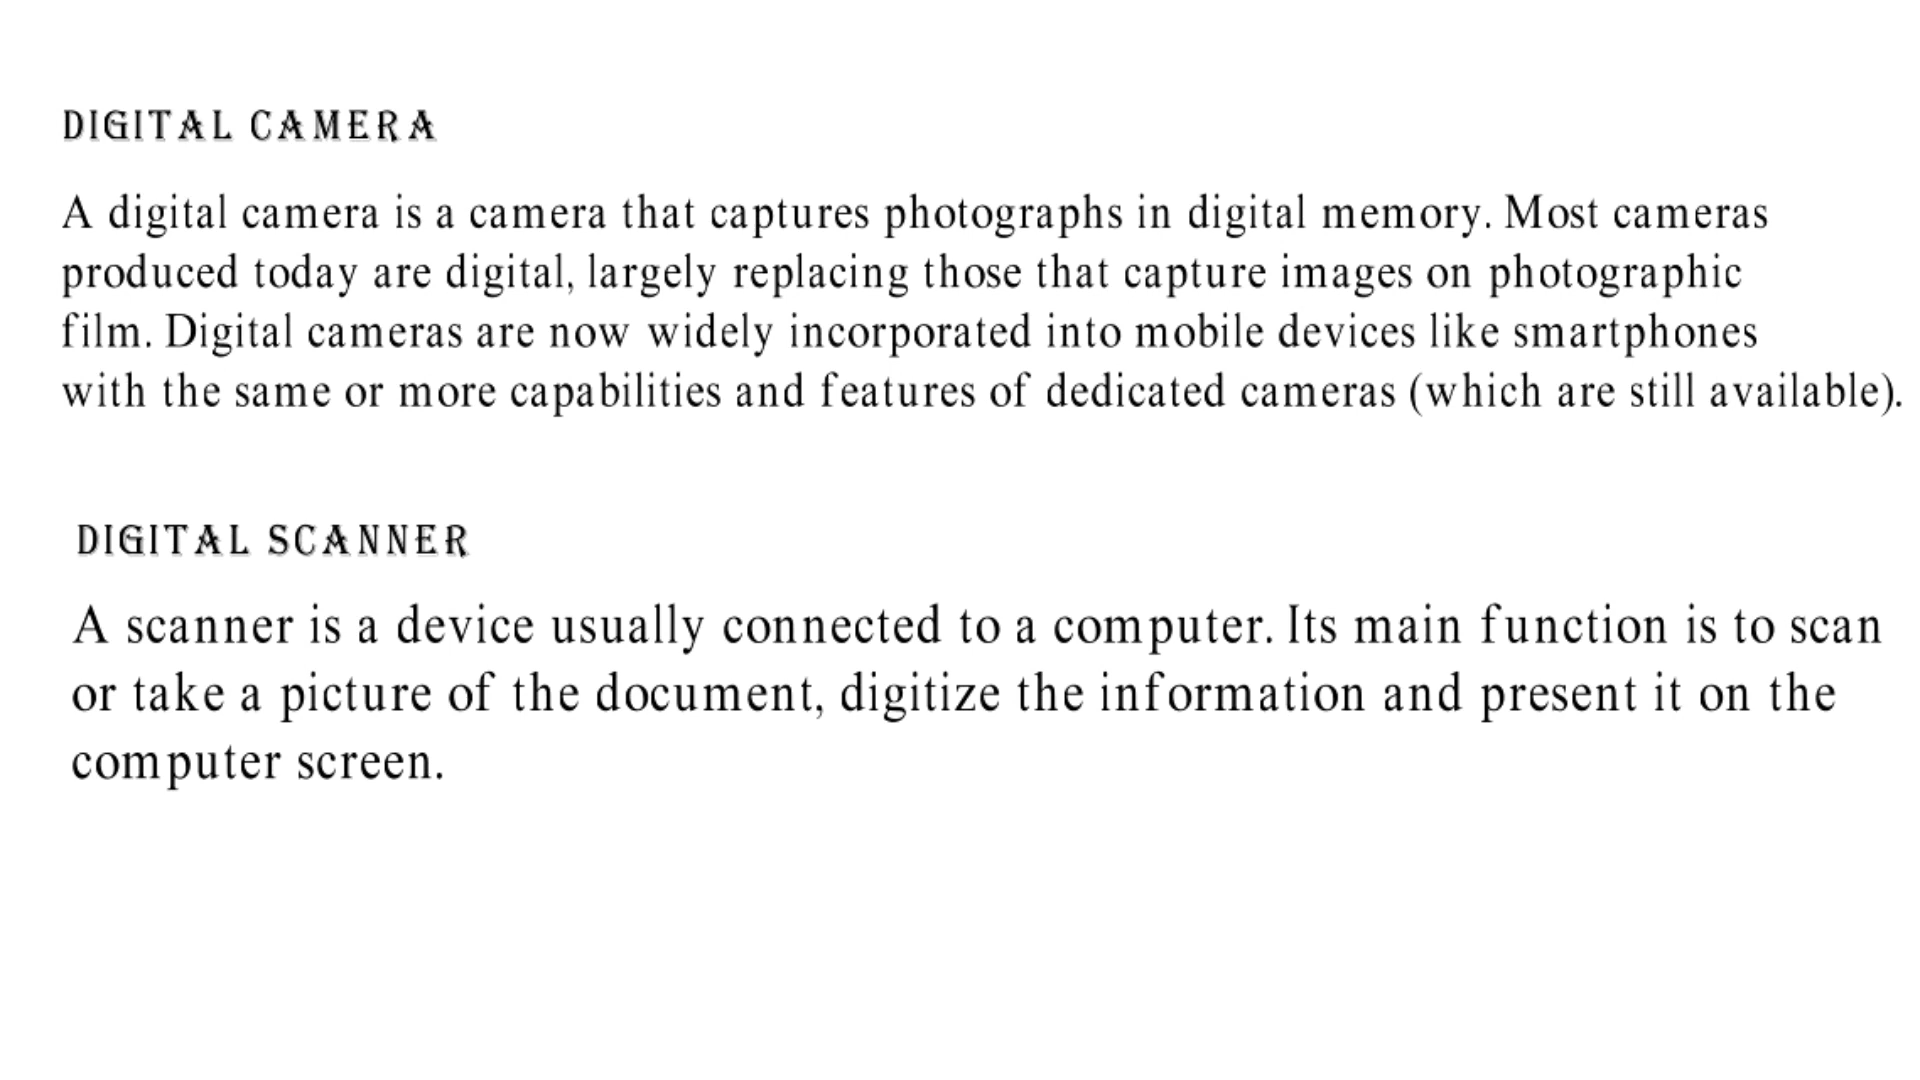 DIGITAL CAMERA
A digital camera is a camera that captures photographs in digital memory. Most cameras
produced today are digital, largely replacing those that capture images on photographic
film. Digital cameras are now widely incorporated into mobile devices like smartphones
with the same or more capabilities and features of dedicated cameras (which are still available).
DIGITAL SCANNER
A scanner is a device usually connected to a computer. Its main function is to scan
or take a picture of the document, digitize the information and present it on the
computer screen.